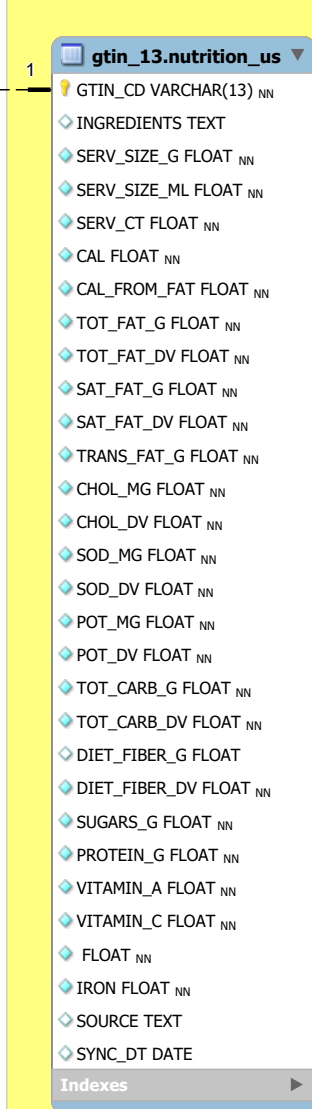 gtin_13.nutrition_us
1
GTIN_CD VARCHAR(13) NN
INGREDIENTS TEXT
SERV_SIZE_G FLOAT NN
SERV_SIZE_ML FLOAT NN
SERV_CT FLOAT NN
CAL FLOAT NN
CAL_FROM_FAT FLOAT NN
TOT_FAT_G FLOAT NN
TOT_FAT_DV FLOAT NN
SAT_FAT_G FLOAT NN
SAT_FAT_DV FLOAT NN
TRANS_FAT_G FLOAT NN
CHOL_MG FLOAT NN
CHOL_DV FLOAT NN
SOD_MG FLOAT NN
SOD_DV FLOAT NN
POT_MG FLOAT NN
POT_DV FLOAT NN
TOT_CARB_G FLOAT NN
TOT_CARB_DV FLOAT NN
DIET_FIBER_G FLOAT
DIET_FIBER_DV FLOAT NN
SUGARS_G FLOAT NN
PROTEIN_G FLOAT NN
VITAMIN_A FLOAT NN
VITAMIN_C FLOAT NN
FLOAT NN
IRON FLOAT NN
SOURCE TEXT
SYNC_DT DATE
Indexes